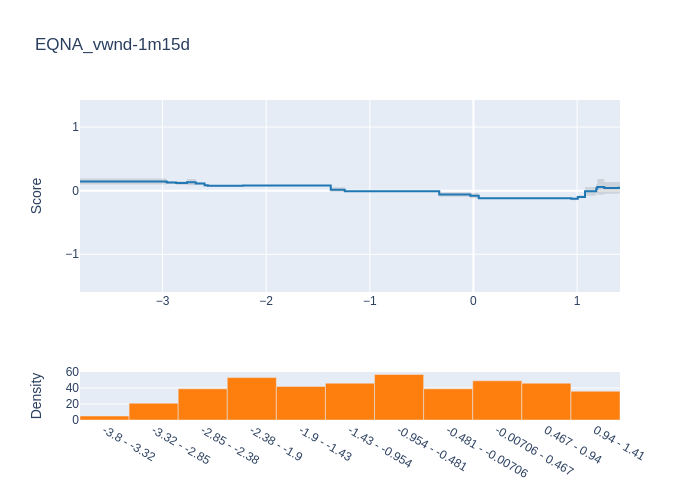 EQNA_vwnd-1m15d
Score
1
0
−1
−3
−2
−1
0
1
Density
60
40
20
0
-3.8 - -3.32
-3.32 - -2.85
-2.85 - -2.38
-2.38 - -1.9
-1.9 - -1.43
-1.43 - -0.954
-0.954 - -0.481
-0.481 - -0.00706
-0.00706 - 0.467
0.467 - 0.94
0.94 - 1.41